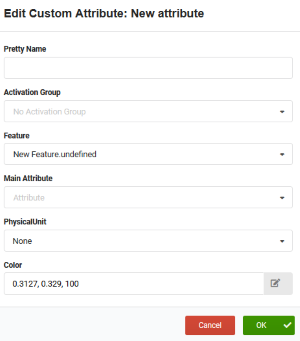 Edit Custom Attribute: New attribute
Pretty Name
Activation Group
No Activation Group
Feature
New Feature.undefined
Main Attribute
Attribute
PhysicalUnit
None
Color
0.3127, 0.329, 100
Cancel
OK